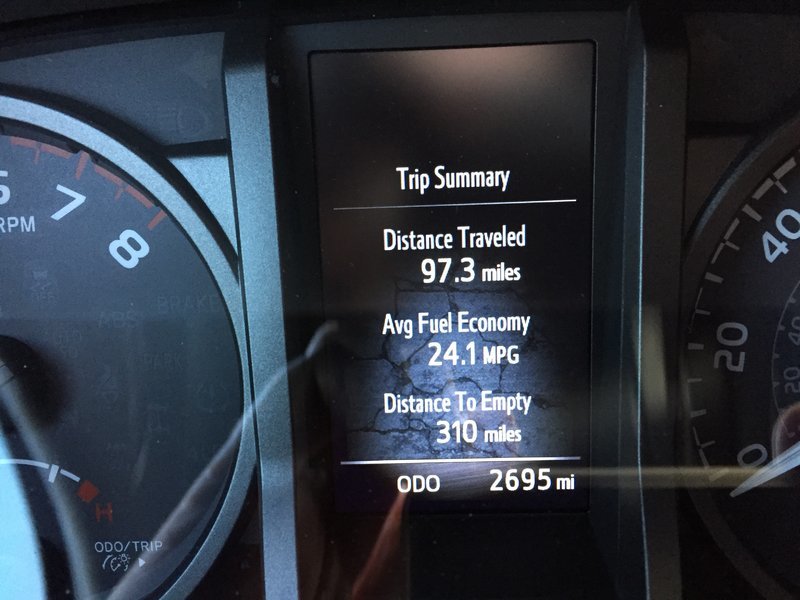 Trip Summary
Distance Traveled
97.3 miles
Avg Fuel Economy
24.1 MPG
Distance To Empty
310 miles
ODO 2695 mi
7
8
RPM
H
ODO/TRIP
40
20
0
20